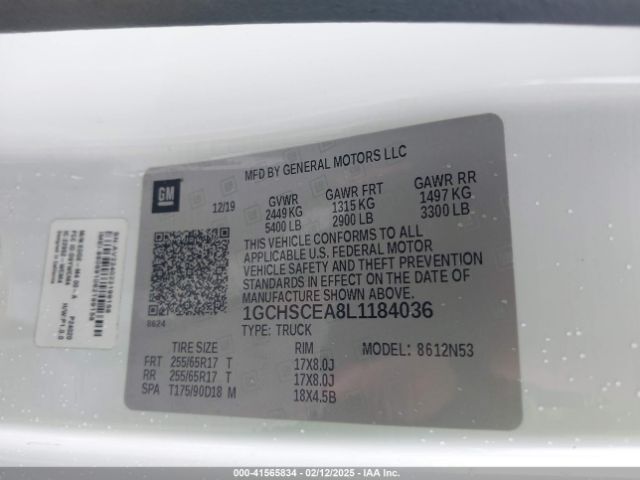 MFD BY GENERAL MOTORS LLC
GM
12/19
GVWR GAWR FRT GAWR RR
2449 KG 1315 KG 1497 KG
5400 LB 2900 LB 3300 LB
THIS VEHICLE CONFORMS TO ALL
APPLICABLE U.S. FEDERAL MOTOR
VEHICLE SAFETY AND THEFT PREVENTION
STANDARDS IN EFFECT ON THE DATE OF
MANUFACTURE SHOWN ABOVE.
8624
1GCHSCEA8L1184036
TYPE: TRUCK
TIRE SIZE RIM MODEL: 8612N53
FRT 255/65R17 T 17X8.0J
RR 255/65R17 T 17X8.0J
SPA T175/90D18 M 18X4.5B
000-41565834 - 02/12/2025 - IAA Inc.